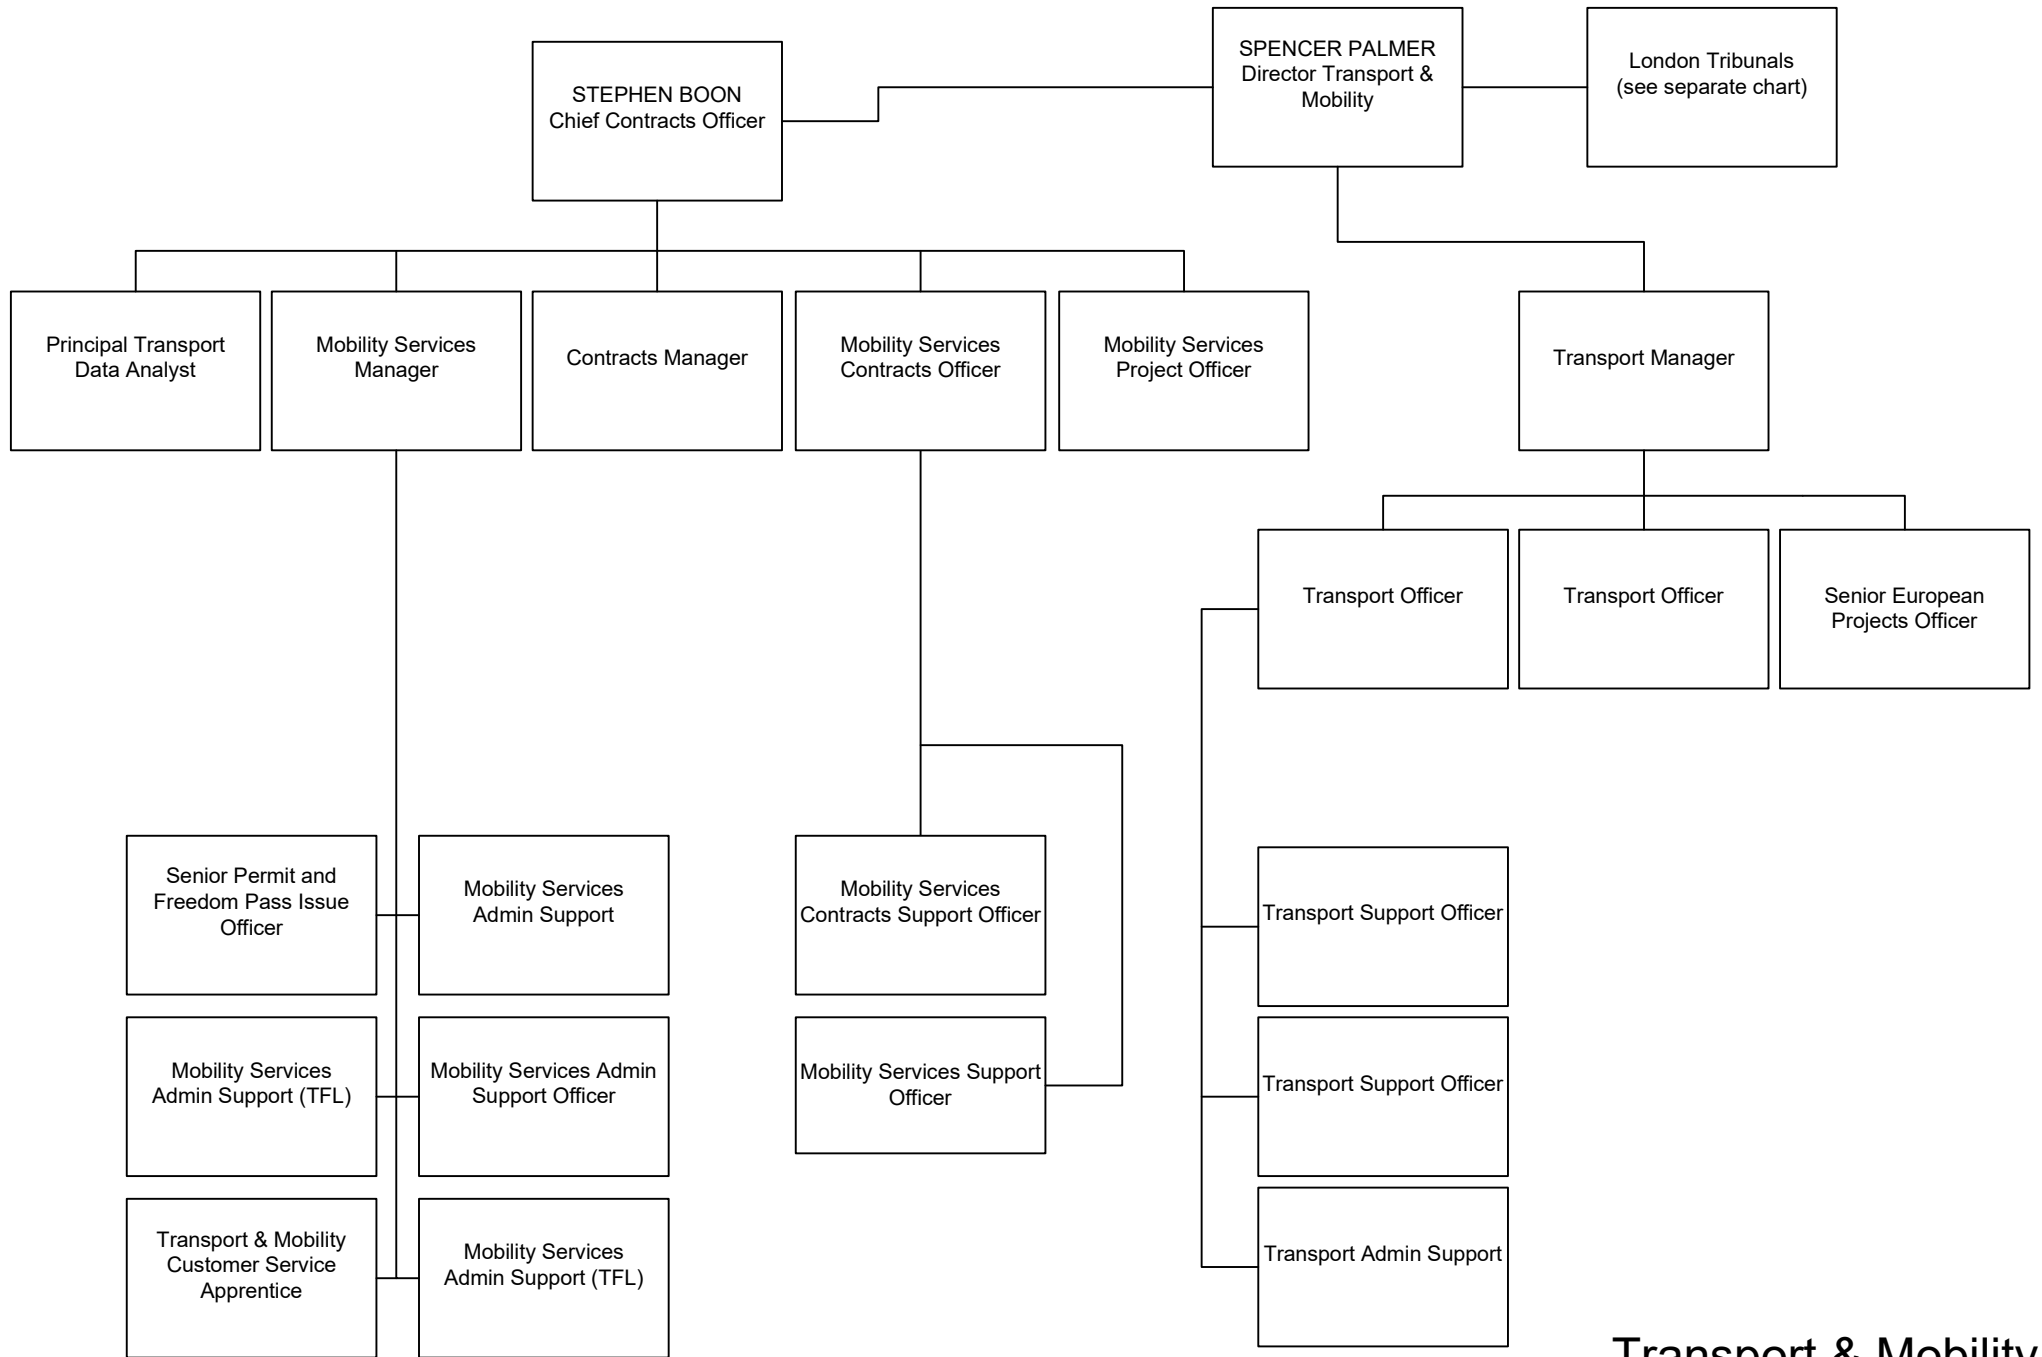 STEPHEN BOON
Chief Contracts Officer
SPENCER PALMER
Director Transport &
Mobility
London Tribunals
(see separate chart)
Principal Transport
Data Analyst
Mobility Services
Manager
Contracts Manager
Mobility Services
Contracts Officer
Mobility Services
Project Officer
Transport Manager
Transport Officer
Transport Officer
Senior European
Projects Officer
Senior Permit and
Freedom Pass Issue
Officer
Mobility Services
Admin Support
Mobility Services
Contracts Support Officer
Transport Support Officer
Mobility Services
Admin Support (TFL)
Mobility Services Admin
Support Officer
Mobility Services Support
Officer
Transport Support Officer
Transport & Mobility
Customer Service
Apprentice
Mobility Services
Admin Support (TFL)
Transport Admin Support
Transport & Mobility